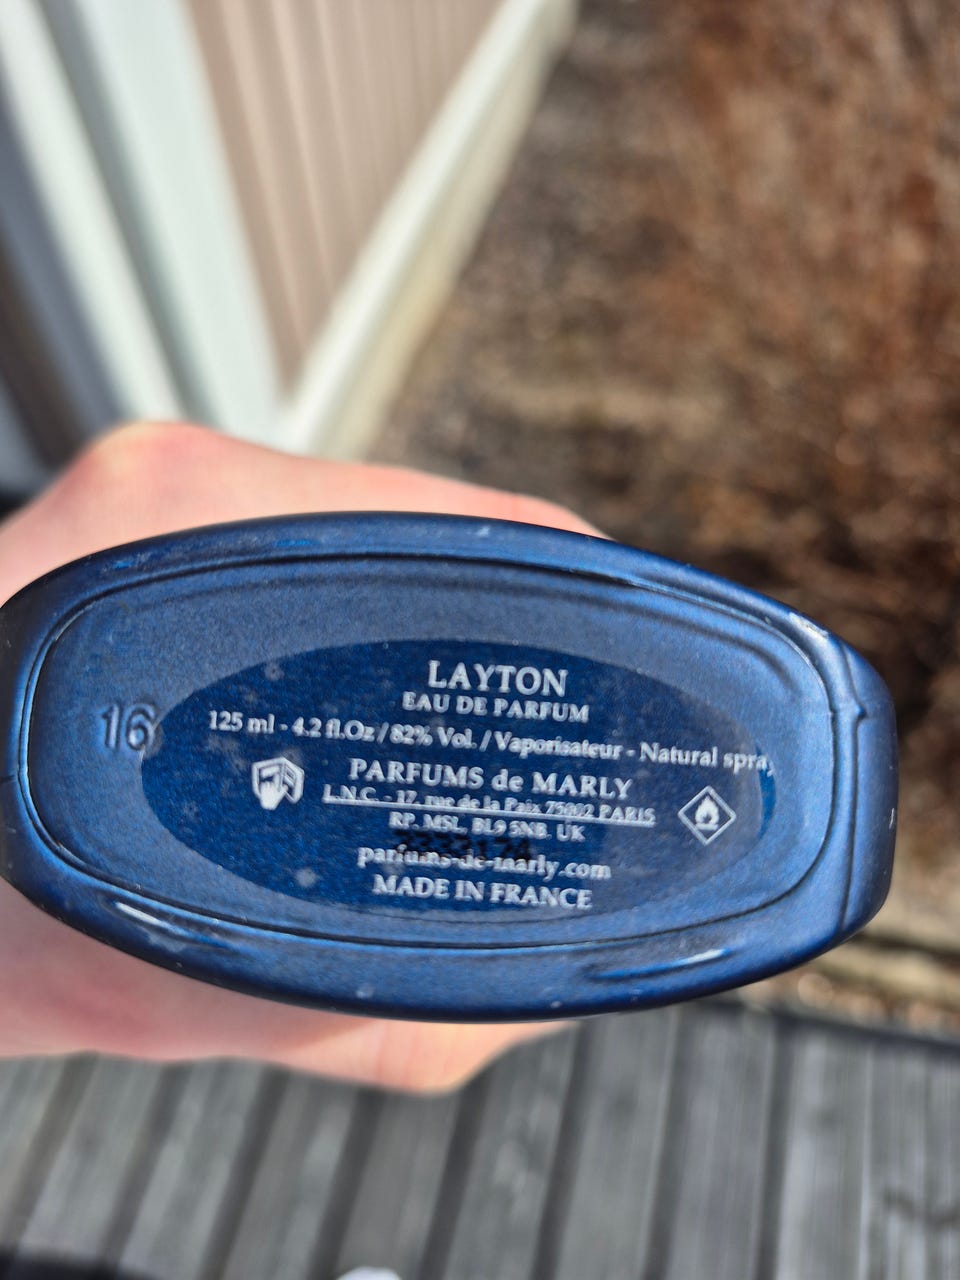 LAYTON
EAU DE PARFUM
125 ml - 4.2 fl.Oz / 82% Vol. / Vaporisateur - Natural spray
16
PARFUMS de MARLY
L.N.C. - 17, rue de la Paix 75002 PARIS
RP. MSL, BL9 5NB. UK
parfums-de-marly.com
MADE IN FRANCE